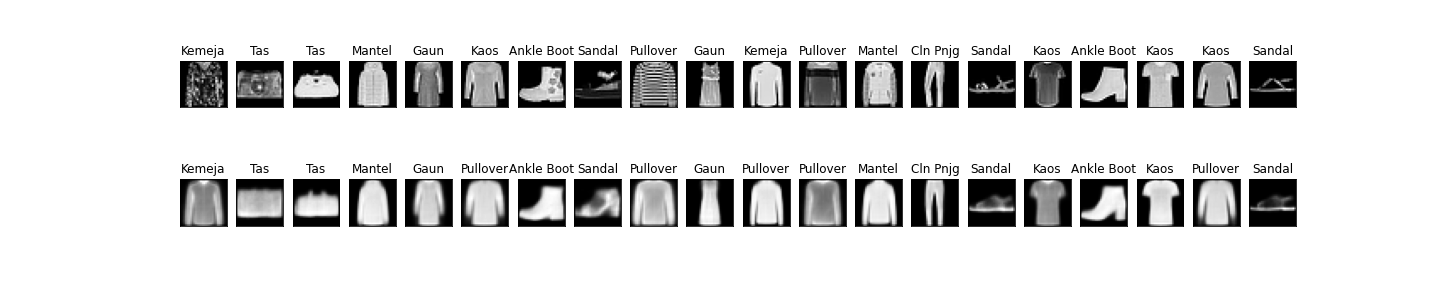 Kemeja Tas Tas Mantel Gaun Kaos Ankle Boot Sandal Pullover Gaun Kemeja Pullover Mantel Cln Pnjg Sandal Kaos Ankle Boot Kaos Kaos Sandal
Kemeja Tas Tas Mantel Gaun Pullover Ankle Boot Sandal Pullover Gaun Pullover Pullover Mantel Cln Pnjg Sandal Kaos Ankle Boot Kaos Pullover Sandal